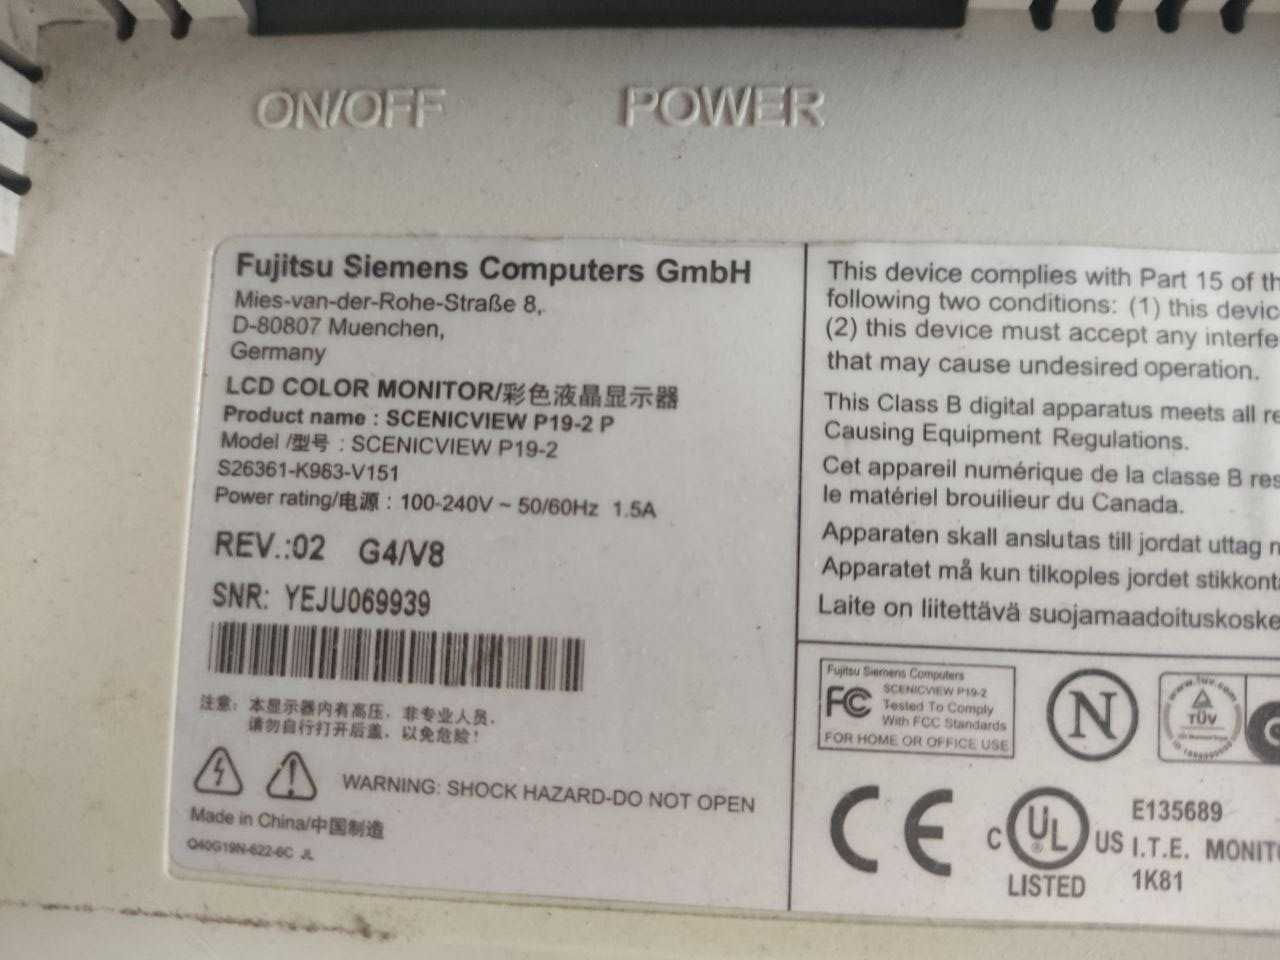 ON/OFF POWER
Fujitsu Siemens Computers GmbH
Mies-van-der-Rohe-Straße 8,
D-80807 Muenchen,
Germany
LCD COLOR MONITOR/彩色液晶显示器
Product name : SCENICVIEW P19-2 P
Model /型号 : SCENICVIEW P19-2
S26361-K983-V151
Power rating/电源 : 100-240V ~ 50/60Hz 1.5A
REV.:02 G4/V8
SNR: YEJU069939
注意: 本显示器内有高压, 非专业人员,
请勿自行打开后盖, 以免危险!
WARNING: SHOCK HAZARD-DO NOT OPEN
Made in China/中国制造
Q40G19N-622-6C JL
This device complies with Part 15 of th
following two conditions: (1) this devic
(2) this device must accept any interfe
that may cause undesired operation.
This Class B digital apparatus meets all re
Causing Equipment Regulations.
Cet appareil numérique de la classe B res
le matériel brouilieur du Canada.
Apparaten skall anslutas till jordat uttag
Apparatet må kun tilkoples jordet stikkont
Laite on liitettävä suojamaadoituskoske
Fujitsu Siemens Computers
FC SCENICVIEW P19-2
Tested To Comply
With FCC Standards
FOR HOME OR OFFICE USE
N
www.tuv.com
TÜV
CE
C UL US
®
LISTED
E135689
I.T.E. MONIT
1K81